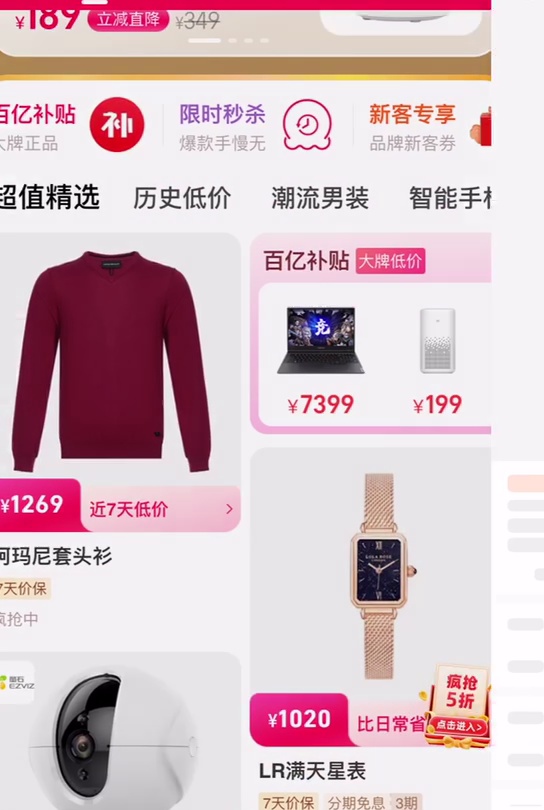 ¥189 立减直降 ¥349
百亿补贴 补 限时秒杀 新客专享
大牌正品 爆款手慢无 品牌新客券
超值精选 历史低价 潮流男装 智能手机
百亿补贴 大牌低价
竞
¥7399 ¥199
¥1269 近7天低价 >
阿玛尼套头衫
7天价保
疯抢中
萤石
EZVIZ
LOLA ROSE
疯抢
5折
点击进入>
¥1020 比日常省
LR满天星表
7天价保 分期免息 3期